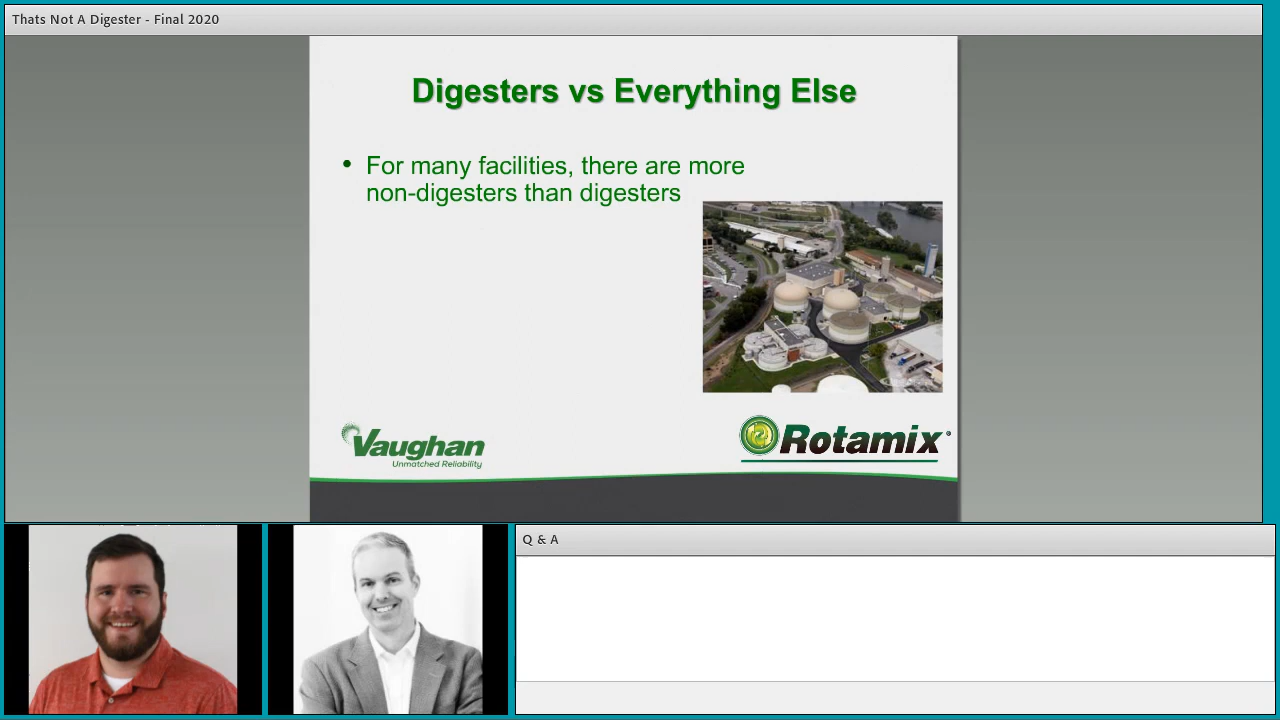 Thats Not A Digester - Final 2020
Digesters vs Everything Else
• For many facilities, there are more
non-digesters than digesters
Vaughan
Unmatched Reliability
Rotamix®
Q & A